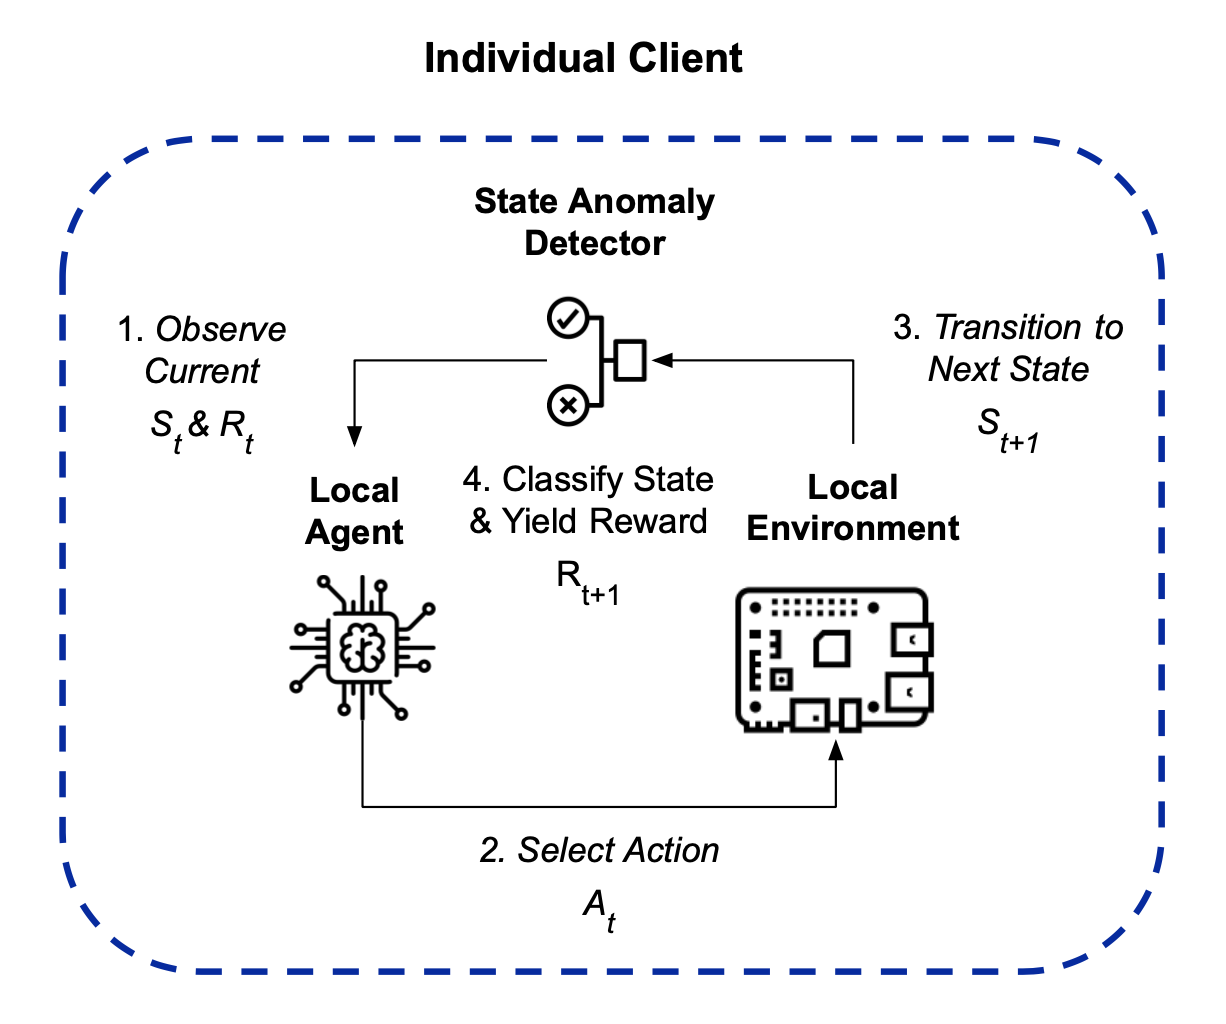 Individual Client
State Anomaly
Detector
1. Observe
Current
St & Rt
3. Transition to
Next State
St+1
4. Classify State
& Yield Reward
Rt+1
Local
Agent
Local
Environment
2. Select Action
At